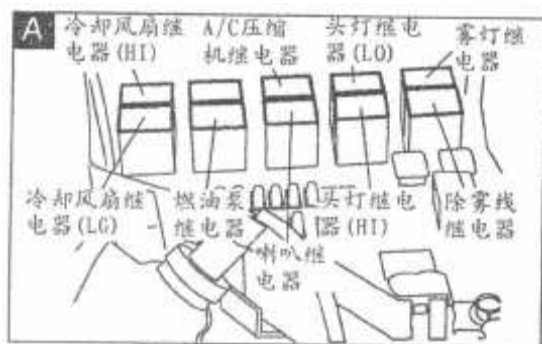 A
冷却风扇继
电器(HI)
A/C压缩
机继电器
头灯继电
器(LO)
雾灯继
电器
冷却风扇继
电器(LG)
燃油泵
继电器
喇叭继
电器
头灯继电
器(HI)
除雾线
继电器